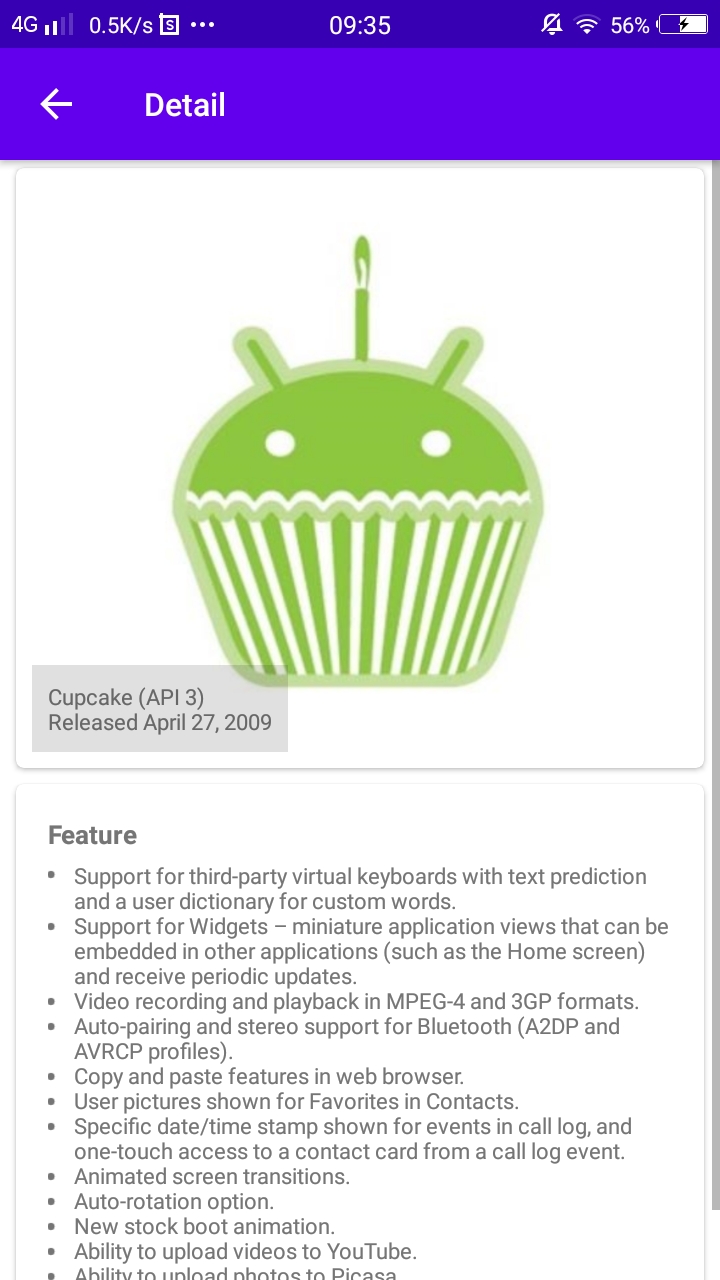 4G 0.5K/s S 09:35 56%
Detail
Cupcake (API 3)
Released April 27, 2009
Feature
• Support for third-party virtual keyboards with text prediction
and a user dictionary for custom words.
• Support for Widgets – miniature application views that can be
embedded in other applications (such as the Home screen)
and receive periodic updates.
• Video recording and playback in MPEG-4 and 3GP formats.
• Auto-pairing and stereo support for Bluetooth (A2DP and
AVRCP profiles).
• Copy and paste features in web browser.
• User pictures shown for Favorites in Contacts.
• Specific date/time stamp shown for events in call log, and
one-touch access to a contact card from a call log event.
• Animated screen transitions.
• Auto-rotation option.
• New stock boot animation.
• Ability to upload videos to YouTube.
• Ability to upload photos to Picasa